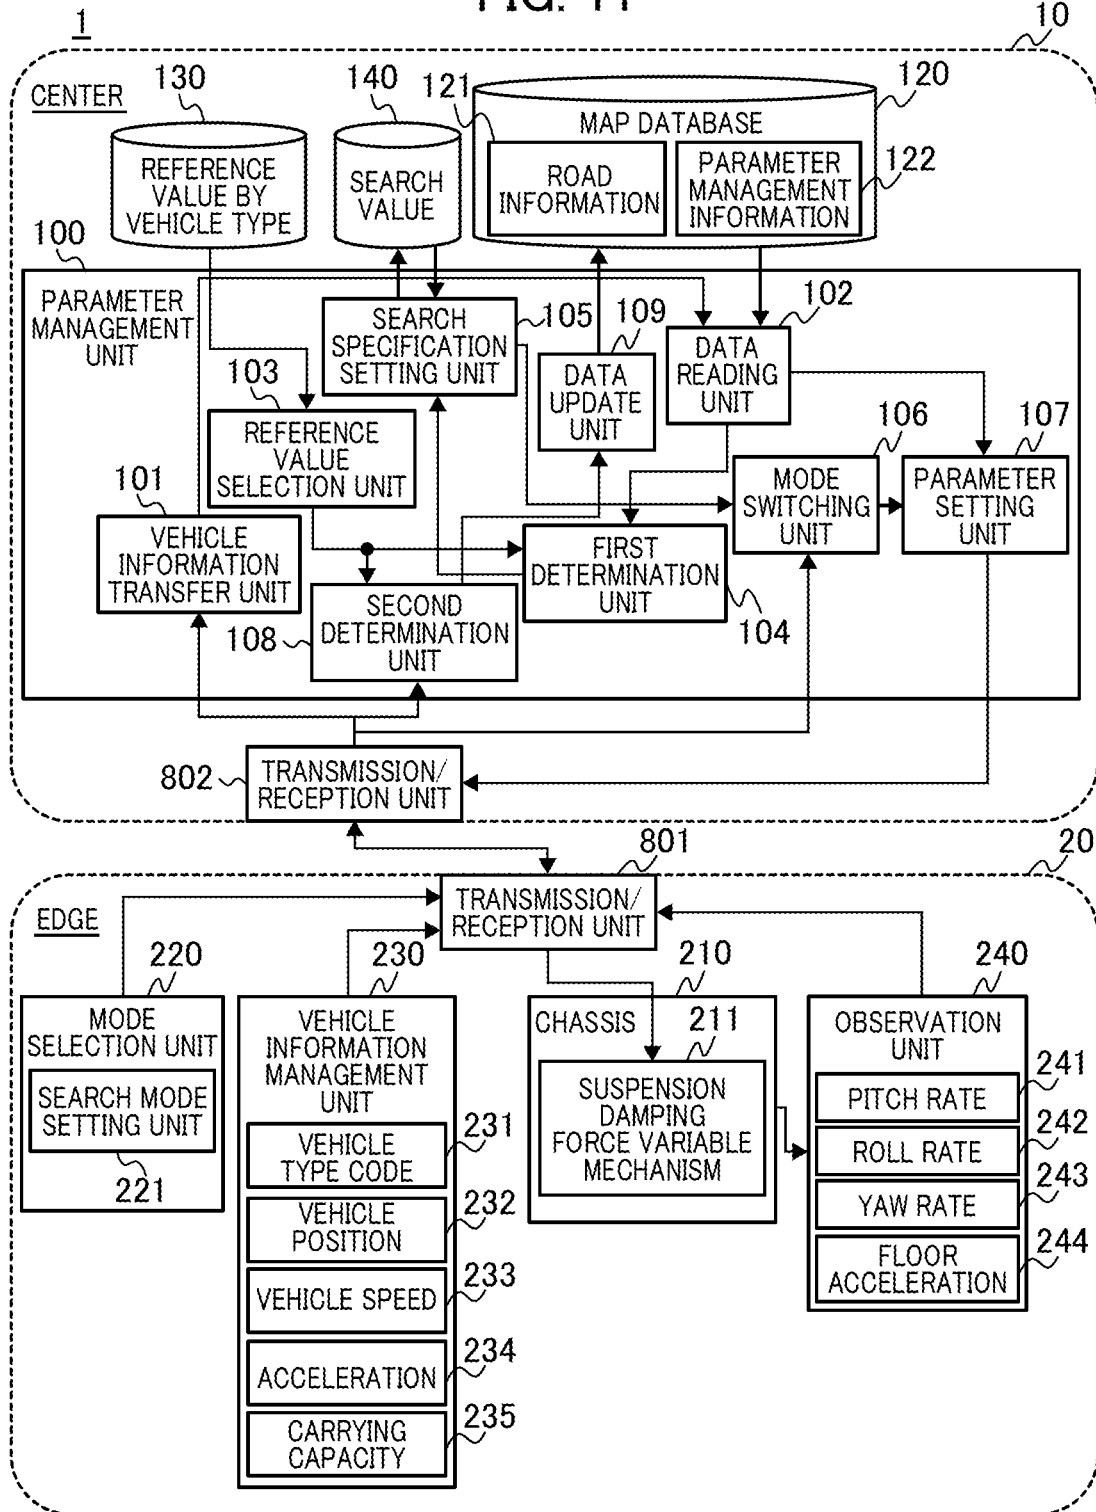 1
10
CENTER
130
140
121
120
MAP DATABASE
REFERENCE
VALUE BY
VEHICLE TYPE
SEARCH
VALUE
ROAD
INFORMATION
PARAMETER
MANAGEMENT
INFORMATION
122
100
PARAMETER
MANAGEMENT
UNIT
SEARCH
SPECIFICATION
SETTING UNIT
105
109
102
DATA
UPDATE
UNIT
DATA
READING
UNIT
103
REFERENCE
VALUE
SELECTION UNIT
106
107
MODE
SWITCHING
UNIT
PARAMETER
SETTING
UNIT
101
VEHICLE
INFORMATION
TRANSFER UNIT
FIRST
DETERMINATION
UNIT
104
SECOND
DETERMINATION
UNIT
108
802
TRANSMISSION/
RECEPTION UNIT
801
20
EDGE
TRANSMISSION/
RECEPTION UNIT
220
230
210
240
MODE
SELECTION UNIT
SEARCH MODE
SETTING UNIT
221
VEHICLE
INFORMATION
MANAGEMENT
UNIT
VEHICLE
TYPE CODE
231
VEHICLE
POSITION
232
VEHICLE SPEED
233
ACCELERATION
234
CARRYING
CAPACITY
235
CHASSIS
211
SUSPENSION
DAMPING
FORCE VARIABLE
MECHANISM
OBSERVATION
UNIT
PITCH RATE
241
ROLL RATE
242
YAW RATE
243
FLOOR
ACCELERATION
244